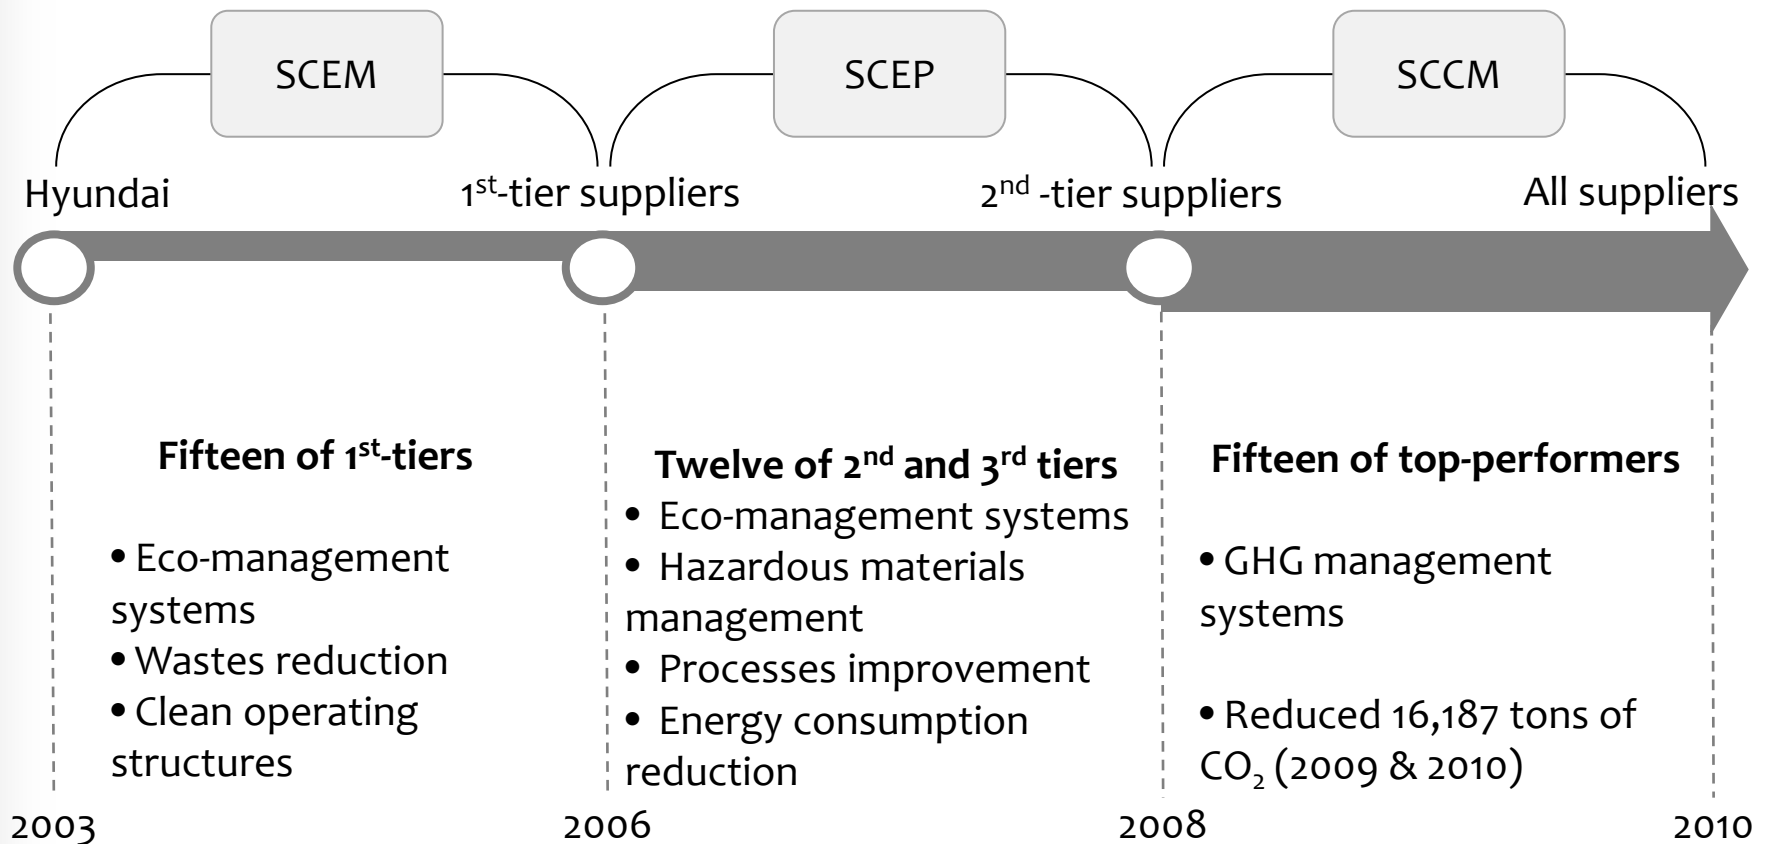 SCEM
SCEP
SCCM
Hyundai
1st-tier suppliers
2nd -tier suppliers
All suppliers
Fifteen of 1st-tiers
• Eco-management
systems
• Wastes reduction
• Clean operating
structures
Twelve of 2nd and 3rd tiers
• Eco-management systems
• Hazardous materials
management
• Processes improvement
• Energy consumption
reduction
Fifteen of top-performers
• GHG management
systems
• Reduced 16,187 tons of
CO₂ (2009 & 2010)
2003
2006
2008
2010